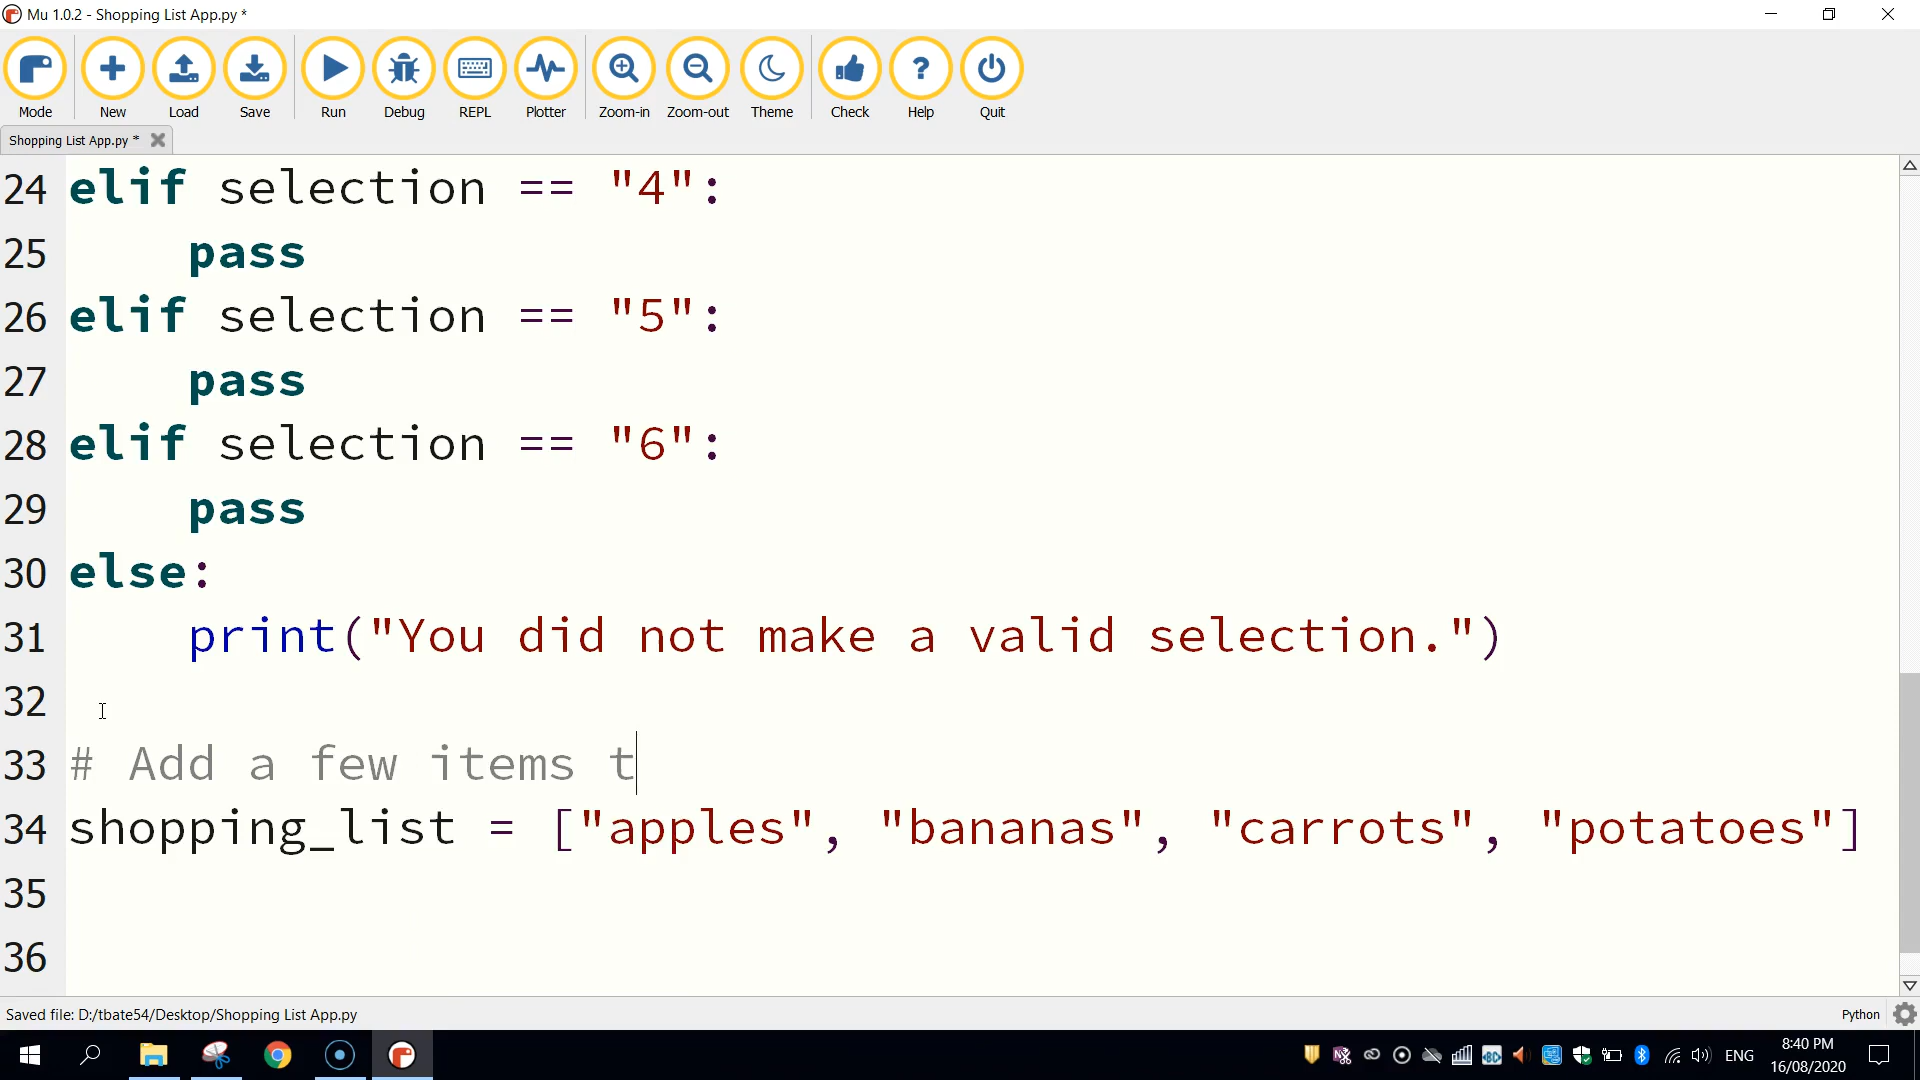 Mu 1.0.2 - Shopping List App.py *
Mode New Load Save Run Debug REPL Plotter Zoom-in Zoom-out Theme Check Help Quit
Shopping List App.py *
24 elif selection == "4":
25 pass
26 elif selection == "5":
27 pass
28 elif selection == "6":
29 pass
30 else:
31 print("You did not make a valid selection.")
32
33 # Add a few items t
34 shopping_list = ["apples", "bananas", "carrots", "potatoes"]
35
36
Saved file: D:/tbate54/Desktop/Shopping List App.py
Python
ENG
8:40 PM
16/08/2020